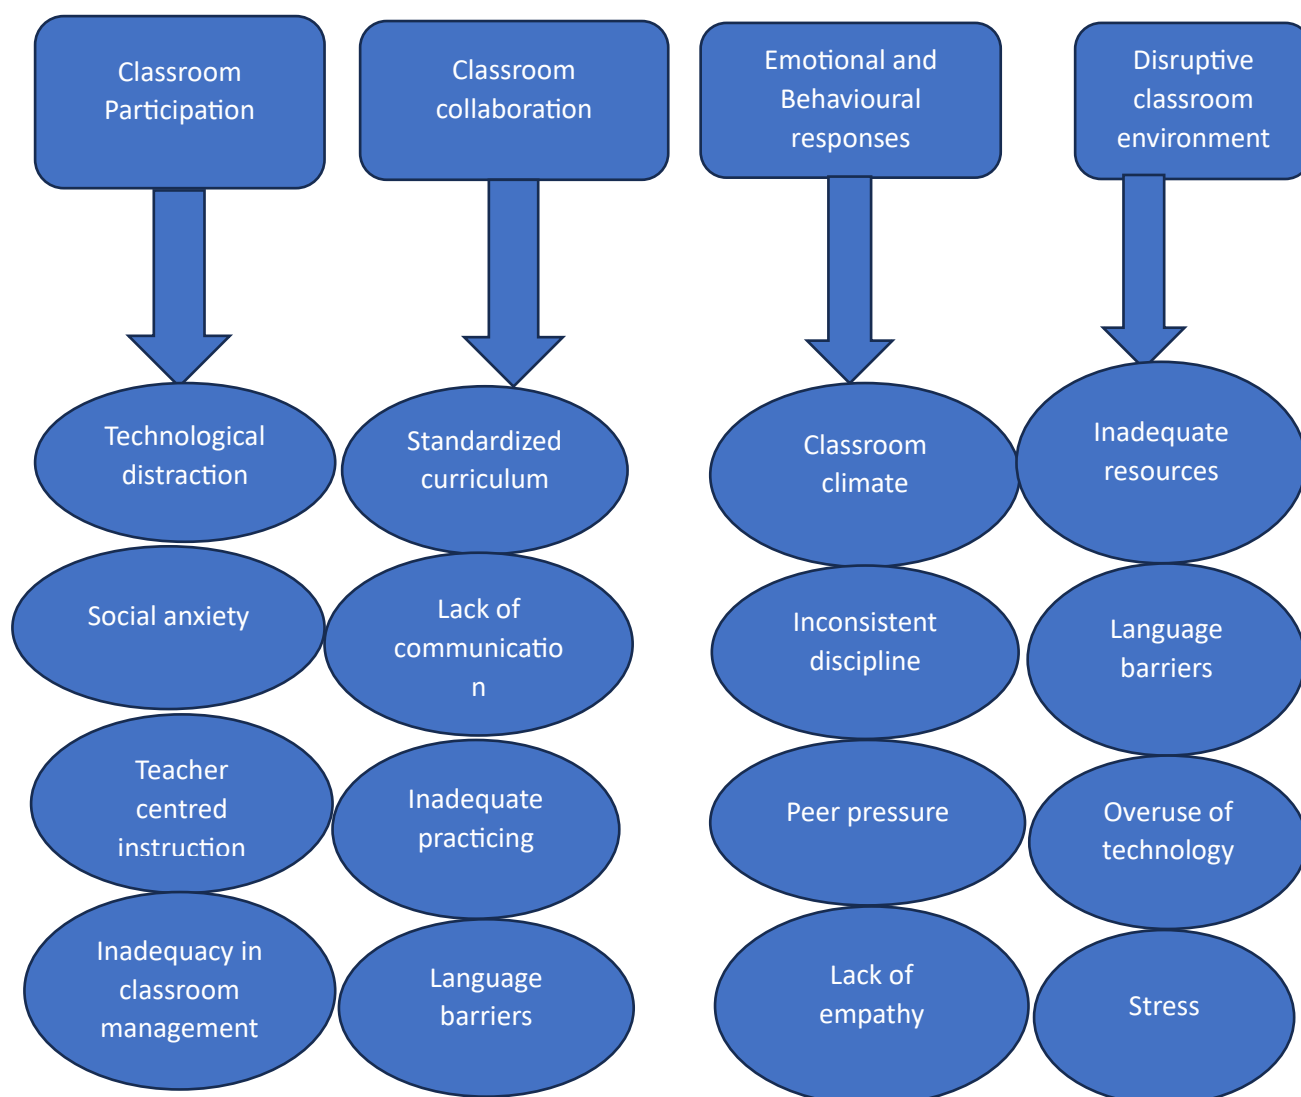 Classroom
Participation
Classroom
collaboration
Emotional and
Behavioural
responses
Disruptive
classroom
environment
Technological
distraction
Standardized
curriculum
Classroom
climate
Inadequate
resources
Social anxiety
Lack of
communicatio
n
Inconsistent
discipline
Language
barriers
Teacher
centred
instruction
Inadequate
practicing
Peer pressure
Overuse of
technology
Inadequacy in
classroom
management
Language
barriers
Lack of
empathy
Stress